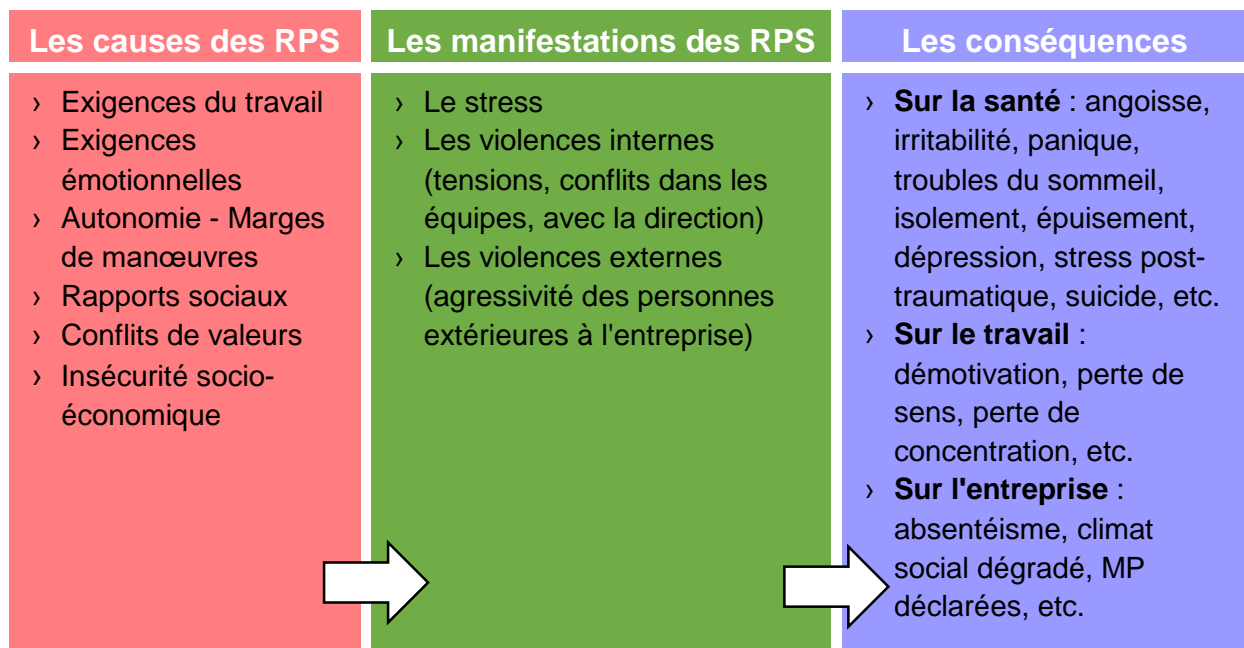 Les causes des RPS
› Exigences du travail
› Exigences
émotionnelles
› Autonomie - Marges
de manœuvres
› Rapports sociaux
› Conflits de valeurs
› Insécurité socio-
économique
Les manifestations des RPS
› Le stress
› Les violences internes
(tensions, conflits dans les
équipes, avec la direction)
› Les violences externes
(agressivité des personnes
extérieures à l'entreprise)
Les conséquences
› Sur la santé : angoisse,
irritabilité, panique,
troubles du sommeil,
isolement, épuisement,
dépression, stress post-
traumatique, suicide, etc.
› Sur le travail :
démotivation, perte de
sens, perte de
concentration, etc.
› Sur l'entreprise :
absentéisme, climat
social dégradé, MP
déclarées, etc.